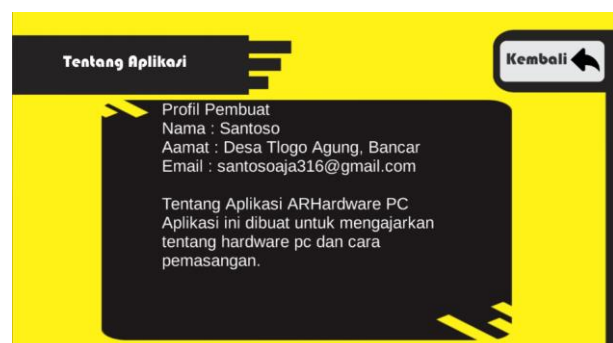 Tentang Aplikasi
Kembali
Profil Pembuat
Nama : Santoso
Aamat : Desa Tlogo Agung, Bancar
Email : santosoaja316@gmail.com
Tentang Aplikasi ARHardware PC
Aplikasi ini dibuat untuk mengajarkan
tentang hardware pc dan cara
pemasangan.